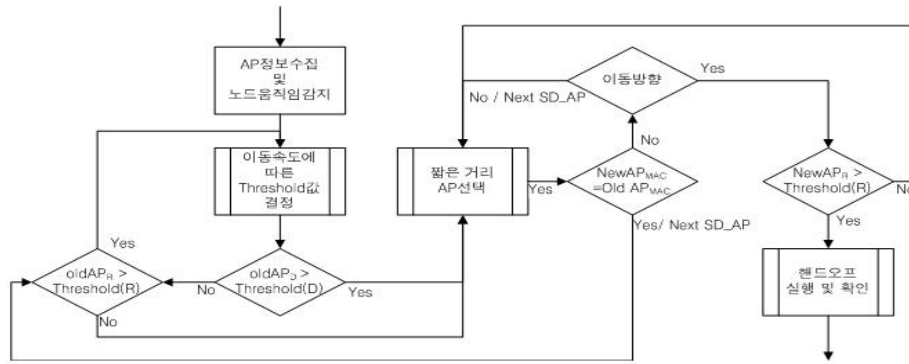 AP정보수집
및
노드움직임감지
이동속도에
따른
Threshold값
결정
oldAP_D >
Threshold(D)
No
Yes
oldAP_R >
Threshold(R)
Yes
No
짧은 거리
AP선택
Yes
NewAP_MAC
=Old AP_MAC
No
Yes/ Next SD_AP
이동방향
No / Next SD_AP
Yes
NewAP_R >
Threshold(R)
No
Yes
핸드오프
실행 및 확인